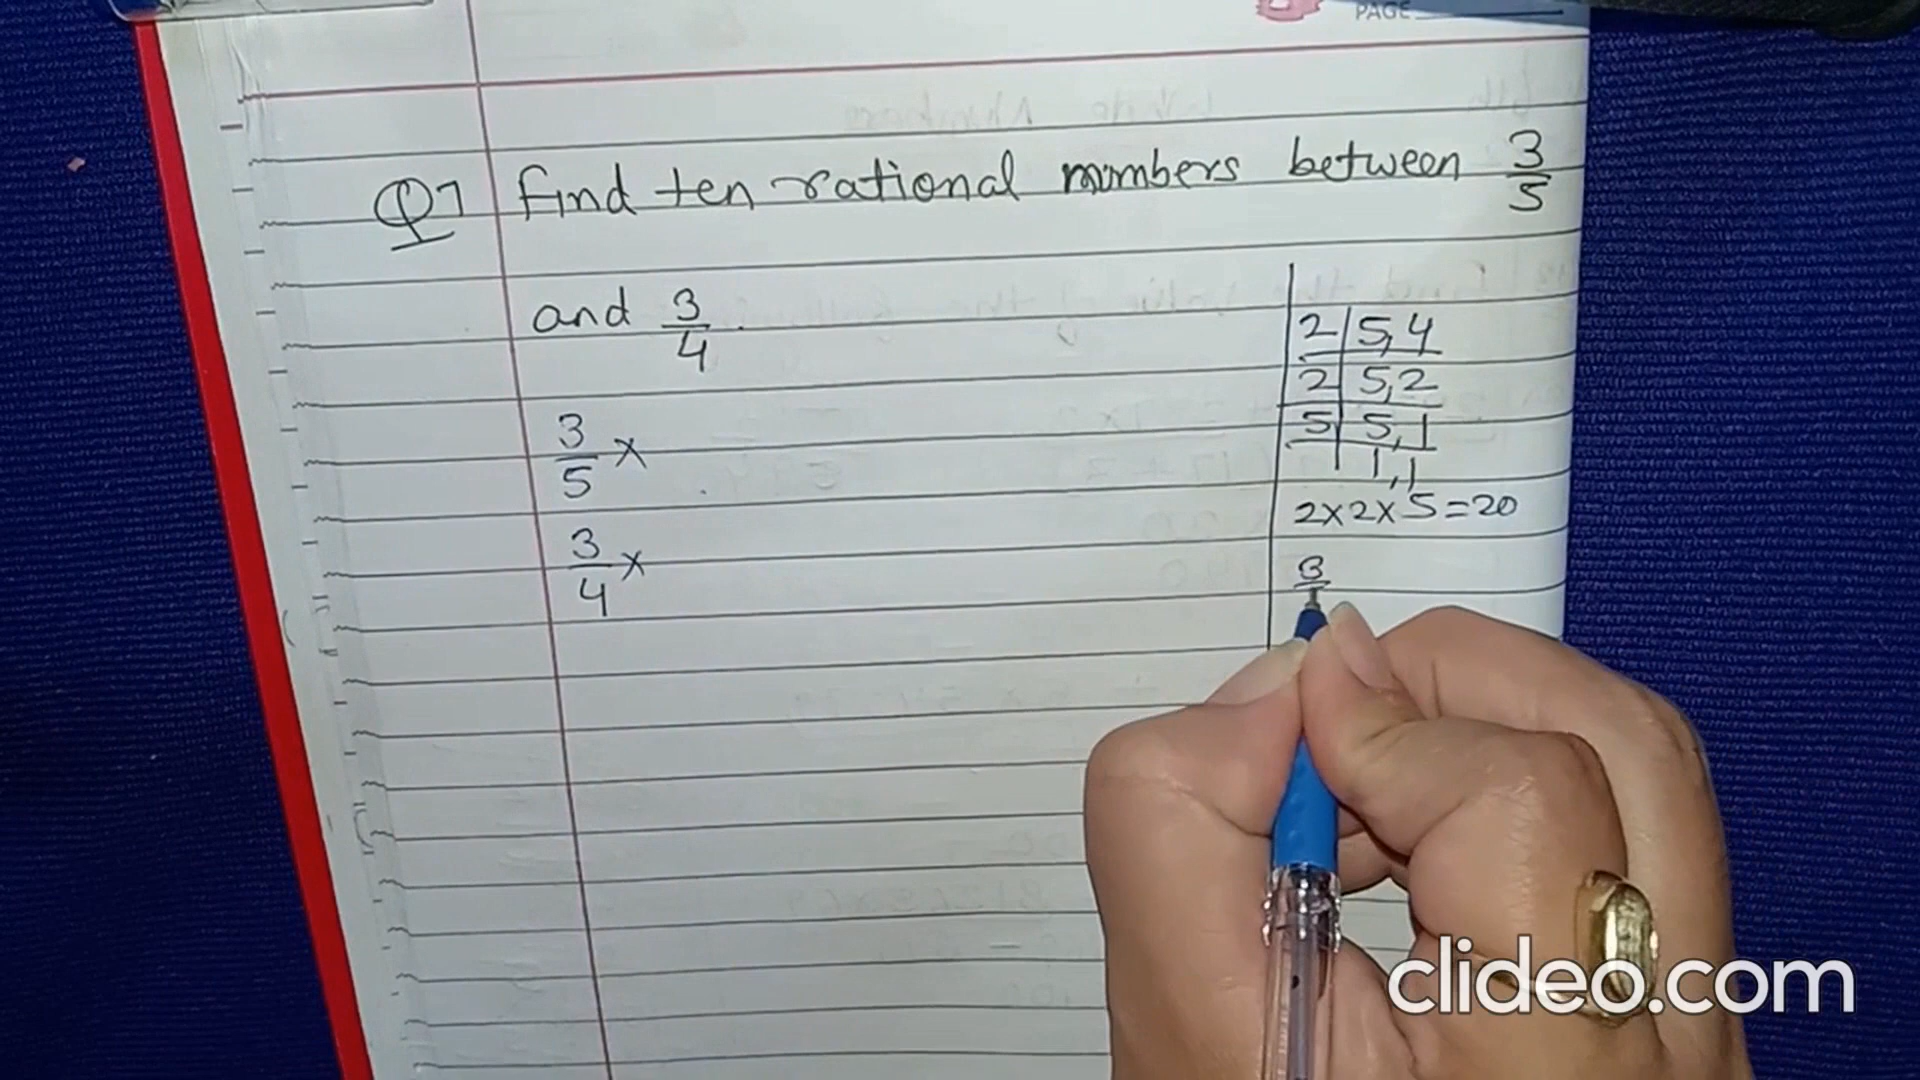 PAGE
Q7 Find ten rational numbers between 3/5
and 3/4.
2 | 5, 4
2 | 5, 2
5 | 5, 1
| 1, 1
2x2x5=20
3/5 x
3/4 x
3
clideo.com